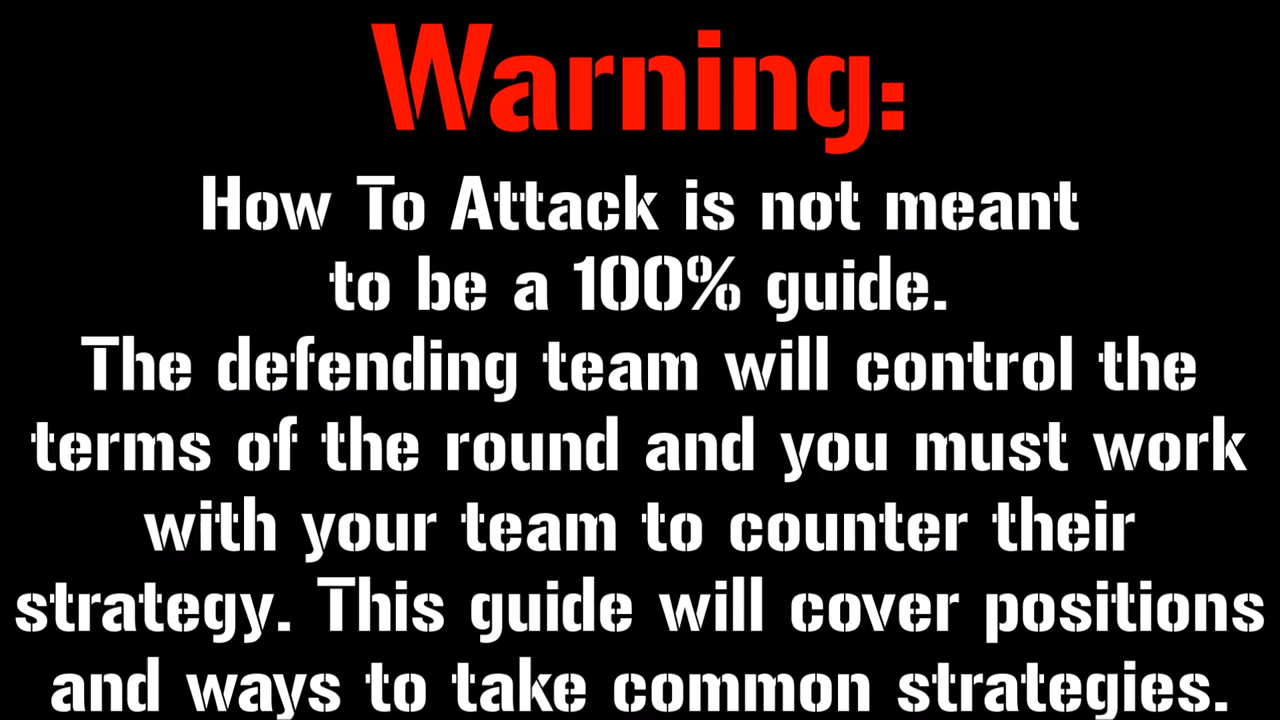 Warning:
How To Attack is not meant
to be a 100% guide.
The defending team will control the
terms of the round and you must work
with your team to counter their
strategy. This guide will cover positions
and ways to take common strategies.